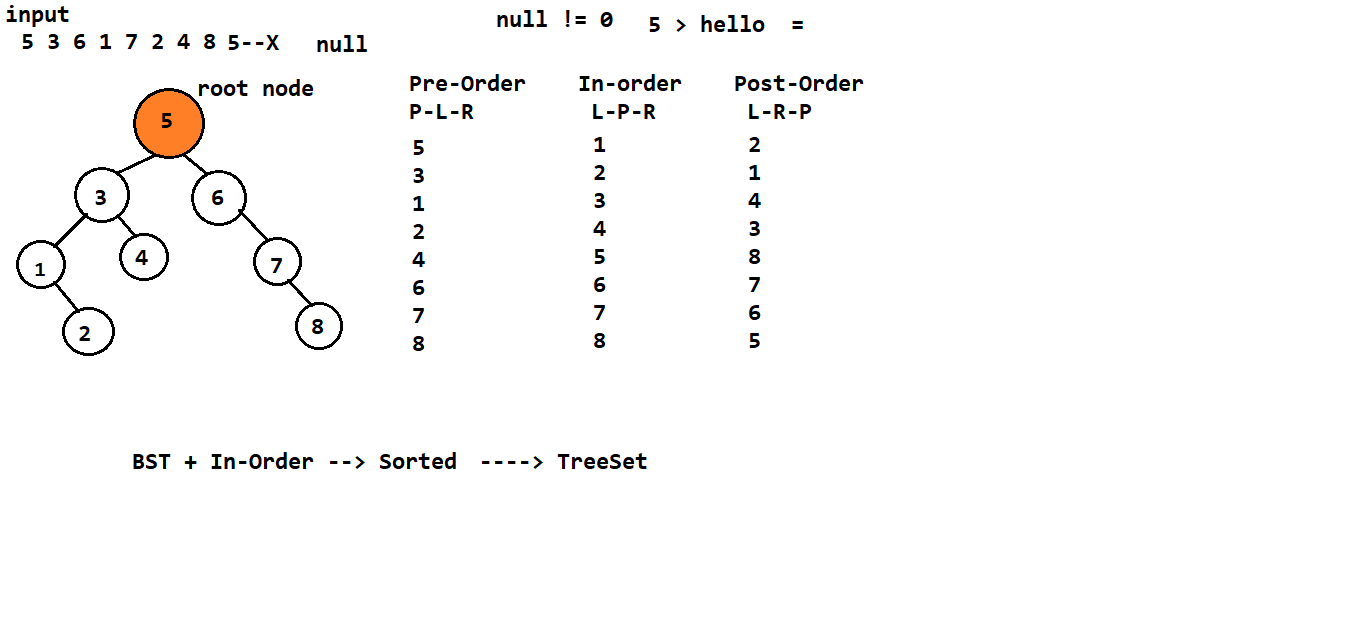 input
5 3 6 1 7 2 4 8 5--X null
null != 0 5 > hello =
root node
5
3 6
1 4 7
2 8
Pre-Order In-order Post-Order
P-L-R L-P-R L-R-P
5 1 2
3 2 1
1 3 4
2 4 3
4 5 8
6 6 7
7 7 6
8 8 5
BST + In-Order --> Sorted ----> TreeSet